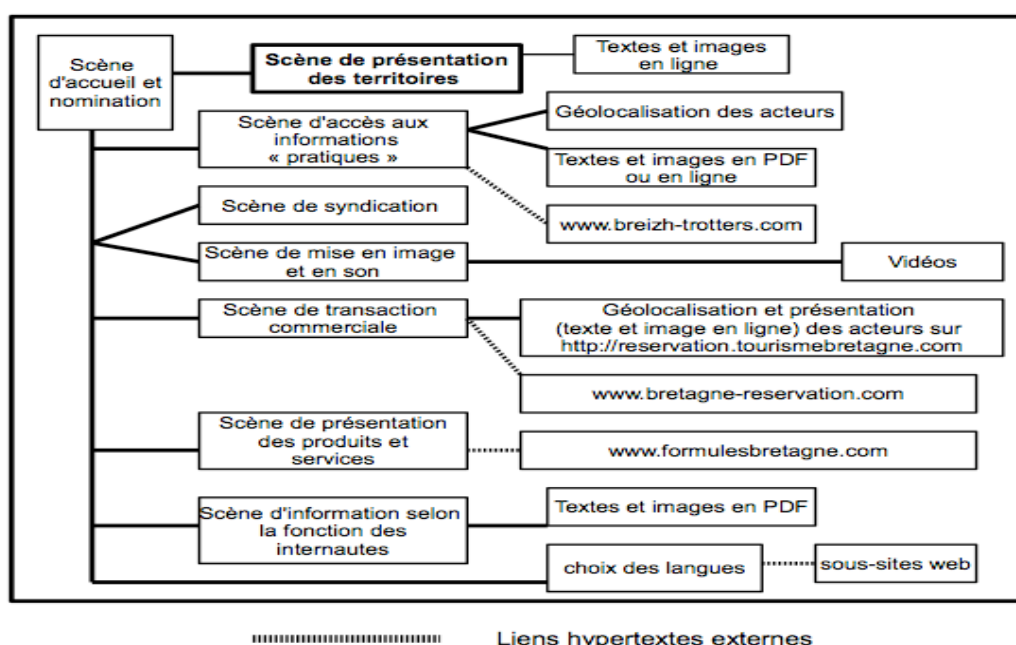 Scène
d'accueil et
nomination
Scène de présentation
des territoires
Textes et images
en ligne
Scène d'accès aux
informations
« pratiques »
Géolocalisation des acteurs
Textes et images en PDF
ou en ligne
www.breizh-trotters.com
Scène de syndication
Scène de mise en image
et en son
Vidéos
Scène de transaction
commerciale
Géolocalisation et présentation
(texte et image en ligne) des acteurs sur
http://reservation.tourismebretagne.com
www.bretagne-reservation.com
Scène de présentation
des produits et
services
www.formulesbretagne.com
Scène d'information selon
la fonction des
internautes
Textes et images en PDF
choix des langues
sous-sites web
Liens hypertextes externes